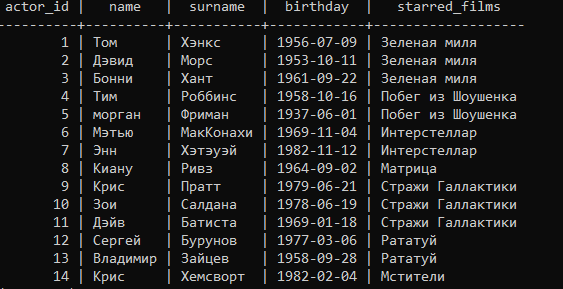 actor_id | name | surname | birthday | starred_films
1 | Том | Хэнкс | 1956-07-09 | Зеленая миля
2 | Дэвид | Морс | 1953-10-11 | Зеленая миля
3 | Бонни | Хант | 1961-09-22 | Зеленая миля
4 | Тим | Роббинс | 1958-10-16 | Побег из Шоушенка
5 | морган | Фриман | 1937-06-01 | Побег из Шоушенка
6 | Мэтью | МакКонахи | 1969-11-04 | Интерстеллар
7 | Энн | Хэтэуэй | 1982-11-12 | Интерстеллар
8 | Киану | Ривз | 1964-09-02 | Матрица
9 | Крис | Пратт | 1979-06-21 | Стражи Галлактики
10 | Зои | Салдана | 1978-06-19 | Стражи Галлактики
11 | Дэйв | Батиста | 1969-01-18 | Стражи Галлактики
12 | Сергей | Бурунов | 1977-03-06 | Рататуй
13 | Владимир | Зайцев | 1958-09-28 | Рататуй
14 | Крис | Хемсворт | 1982-02-04 | Мстители